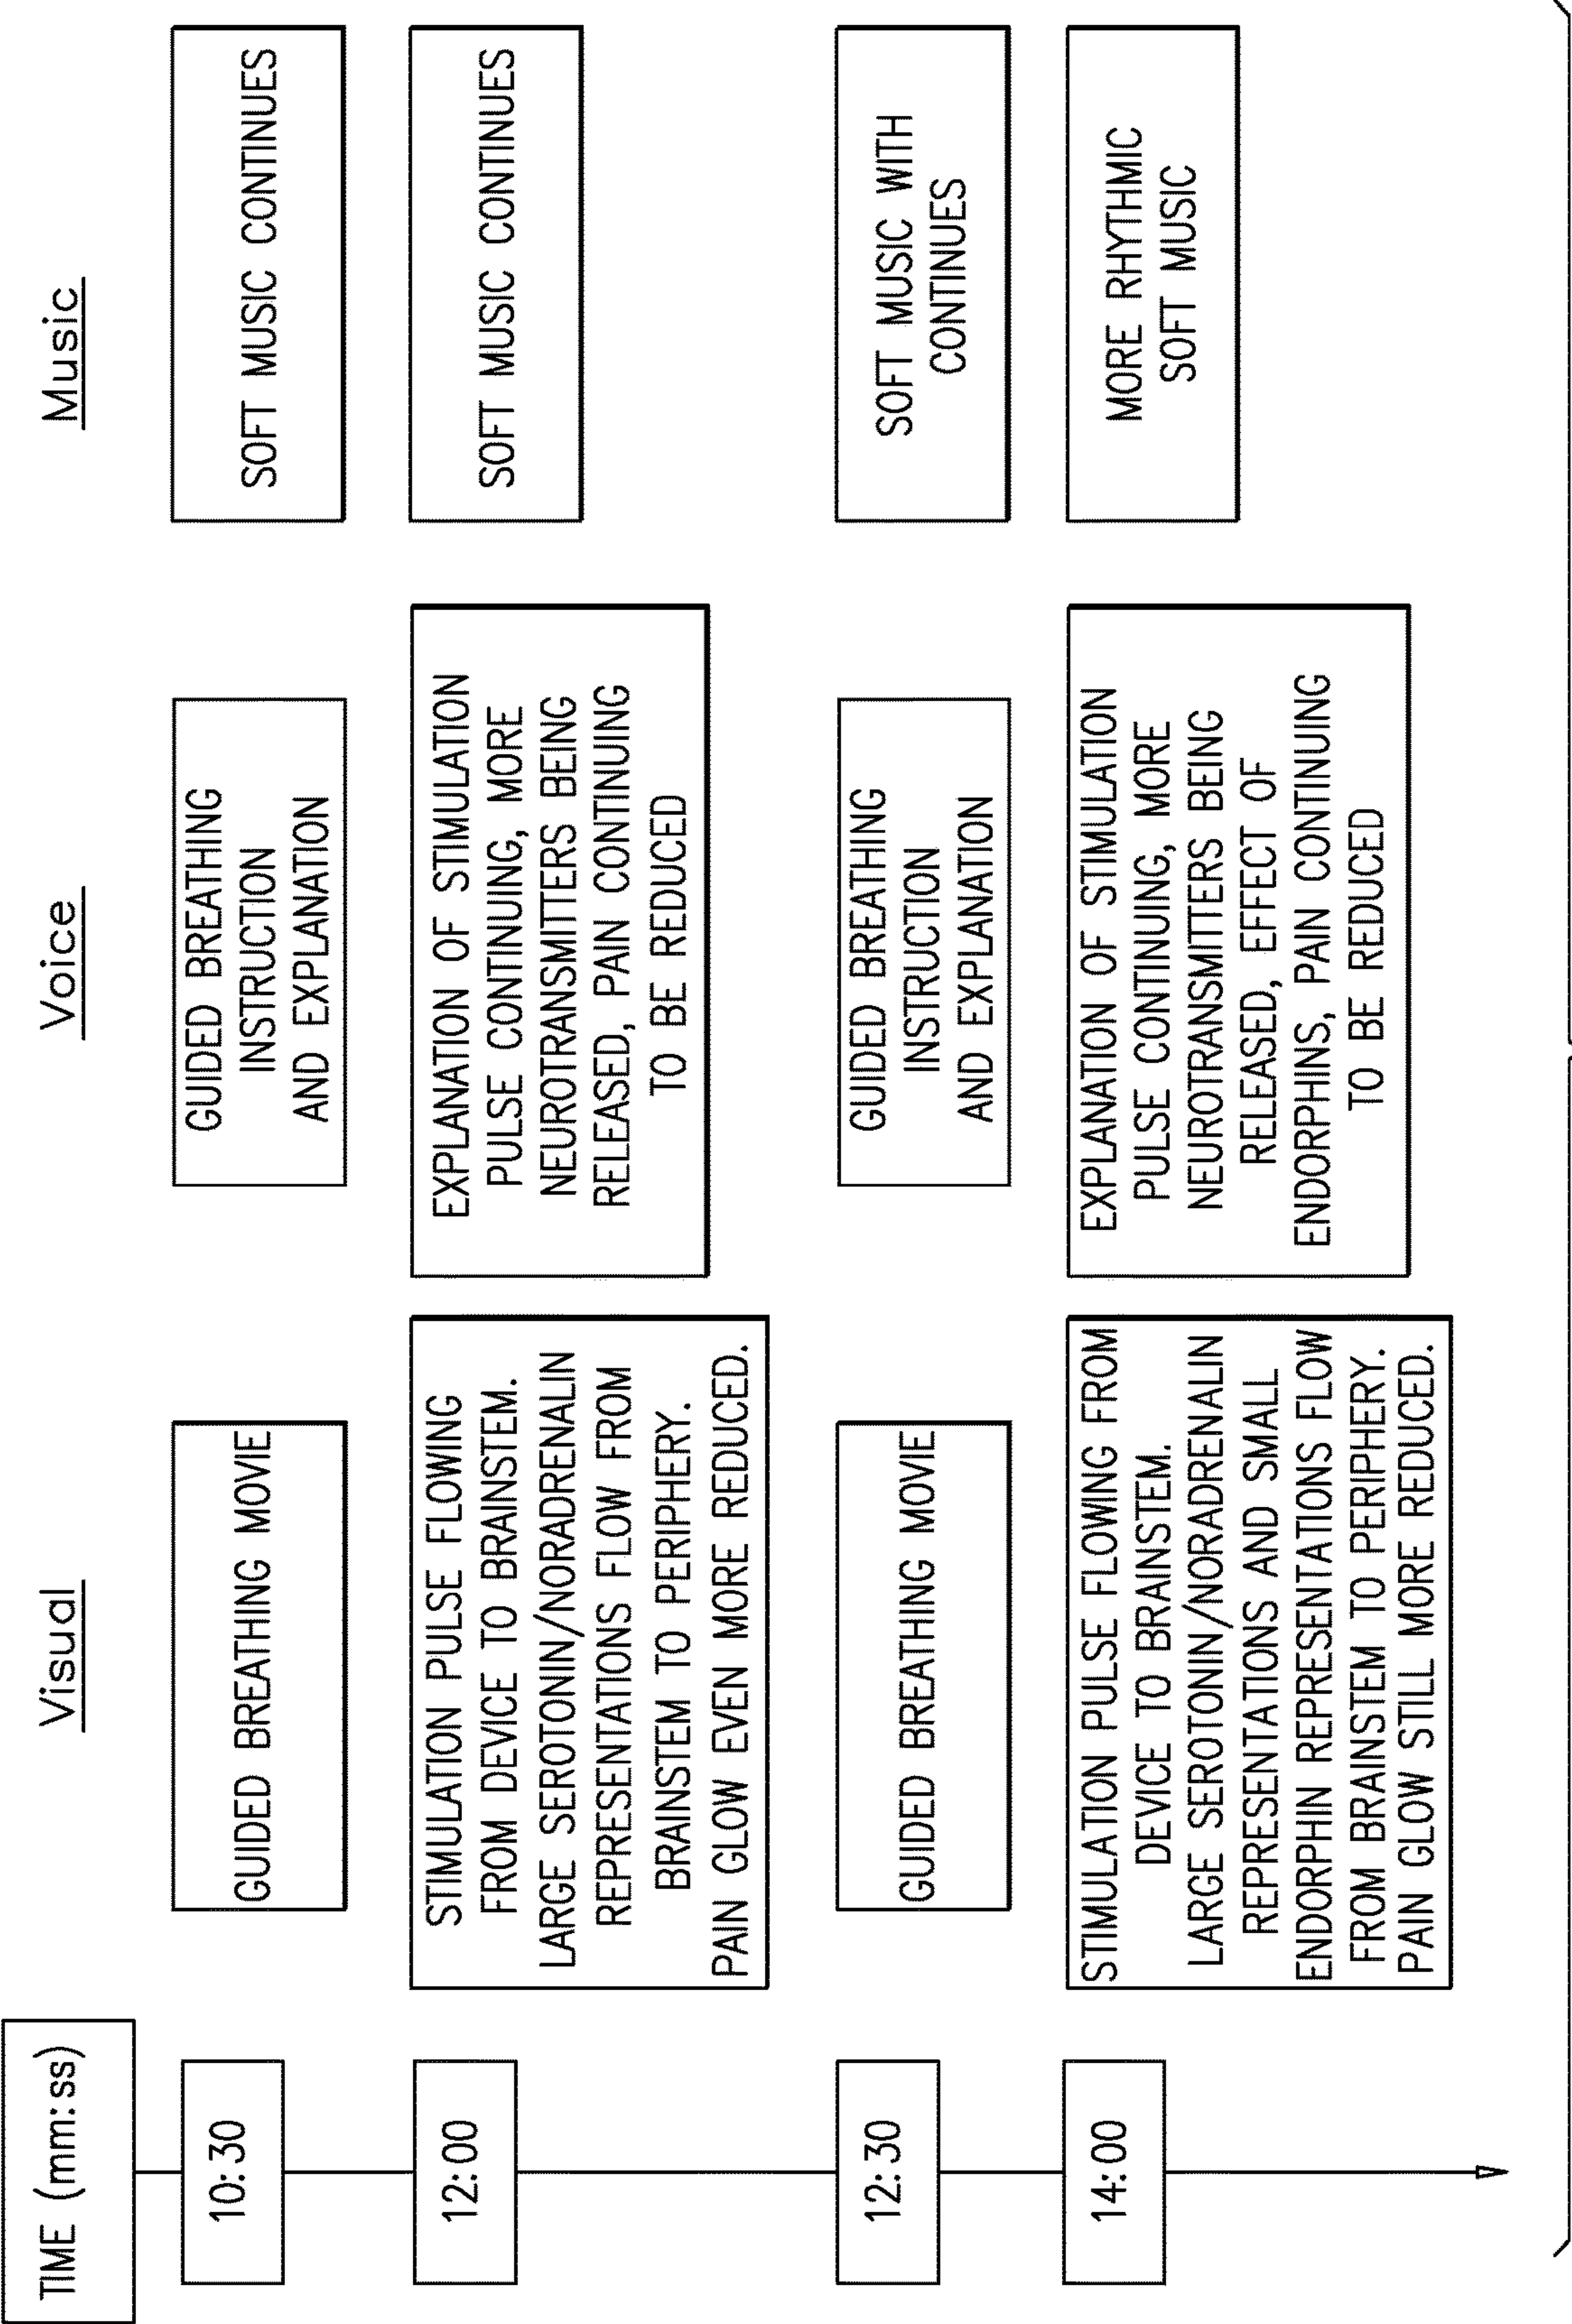 TIME (mm:ss)
Visual
Voice
Music
10:30
GUIDED BREATHING MOVIE
GUIDED BREATHING
INSTRUCTION
AND EXPLANATION
SOFT MUSIC CONTINUES
12:00
STIMULATION PULSE FLOWING
FROM DEVICE TO BRAINSTEM.
LARGE SEROTONIN/NORADRENALIN
REPRESENTATIONS FLOW FROM
BRAINSTEM TO PERIPHERY.
PAIN GLOW EVEN MORE REDUCED.
EXPLANATION OF STIMULATION
PULSE CONTINUING, MORE
NEUROTRANSMITTERS BEING
RELEASED, PAIN CONTINUING
TO BE REDUCED
SOFT MUSIC CONTINUES
12:30
GUIDED BREATHING MOVIE
GUIDED BREATHING
INSTRUCTION
AND EXPLANATION
SOFT MUSIC WITH
CONTINUES
14:00
STIMULATION PULSE FLOWING FROM
DEVICE TO BRAINSTEM.
LARGE SEROTONIN/NORADRENALIN
REPRESENTATIONS AND SMALL
ENDORPHIN REPRESENTATIONS FLOW
FROM BRAINSTEM TO PERIPHERY.
PAIN GLOW STILL MORE REDUCED.
EXPLANATION OF STIMULATION
PULSE CONTINUING, MORE
NEUROTRANSMITTERS BEING
RELEASED, EFFECT OF
ENDORPHINS, PAIN CONTINUING
TO BE REDUCED
MORE RHYTHMIC
SOFT MUSIC